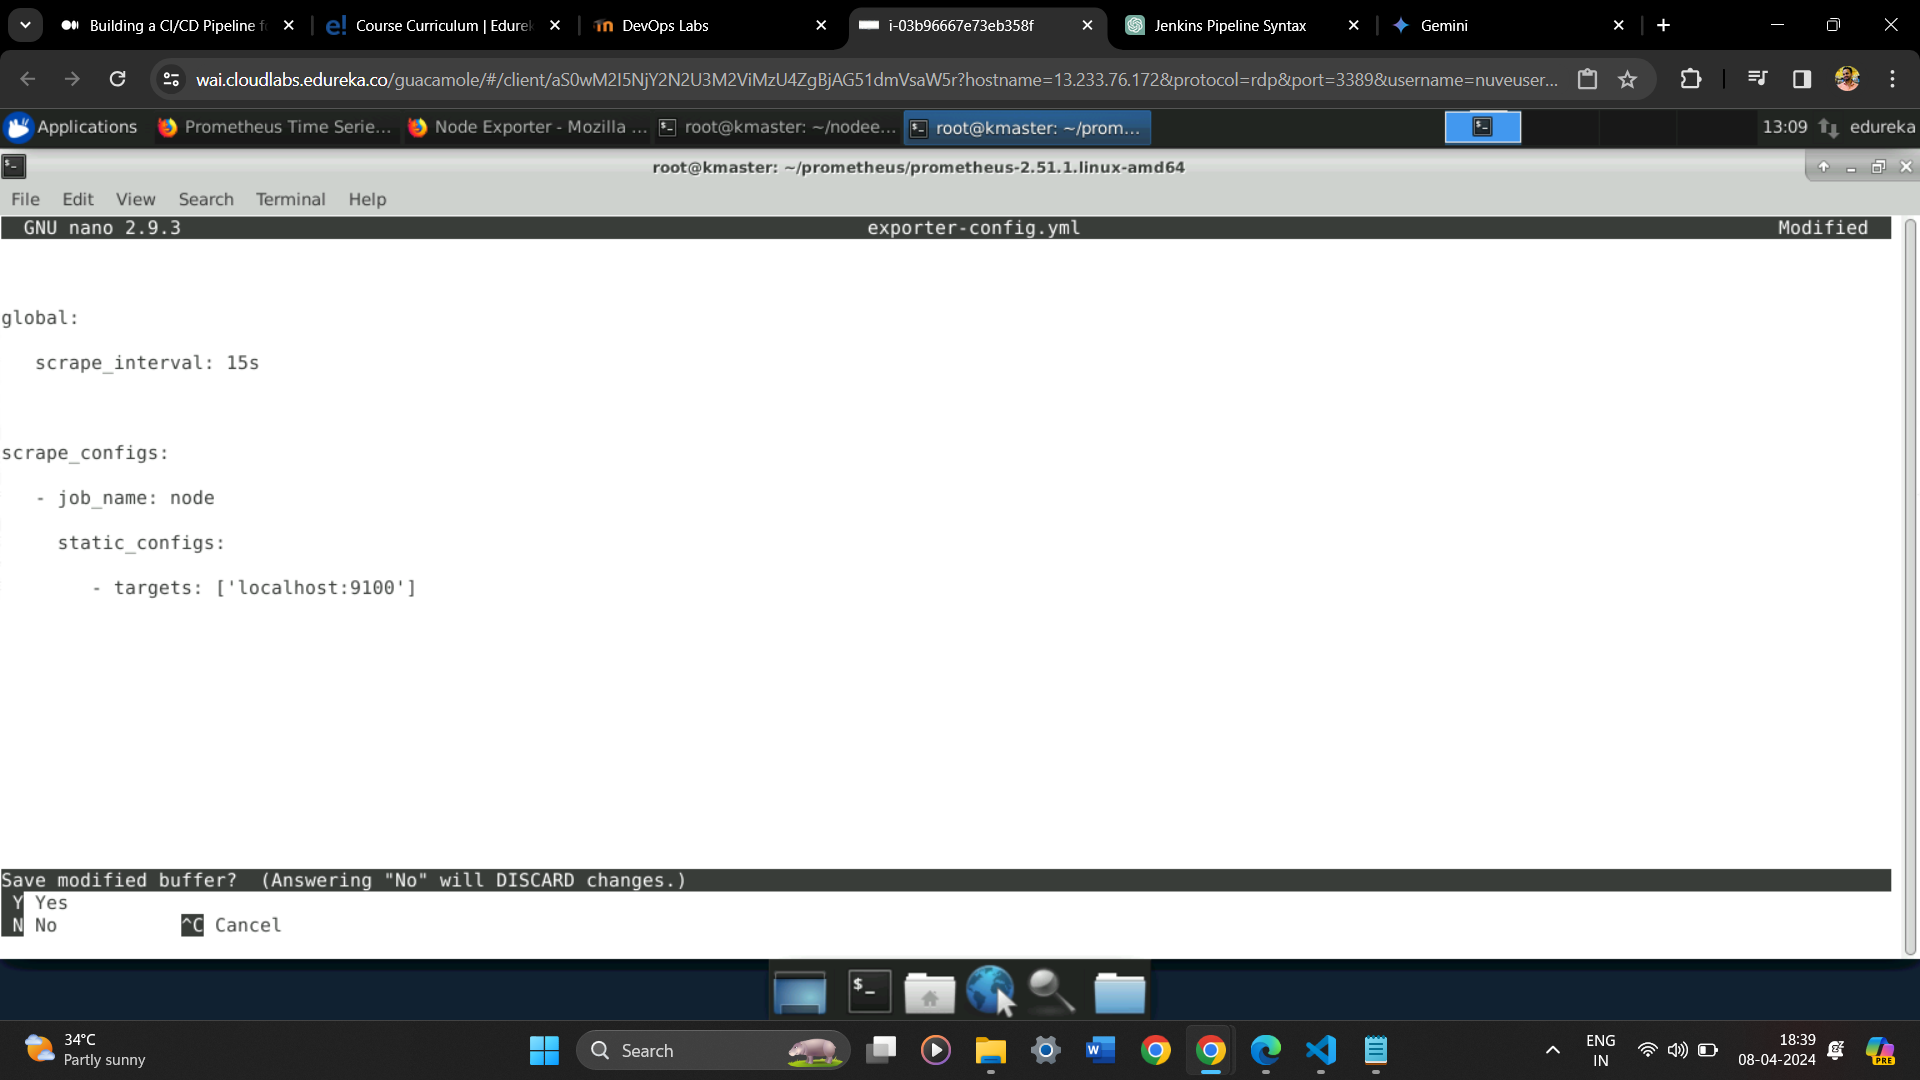 Building a CI/CD Pipeline f
Course Curriculum | Edurek
DevOps Labs
i-03b96667e73eb358f
Jenkins Pipeline Syntax
Gemini
wai.cloudlabs.edureka.co/guacamole/#/client/aS0wM2I5NjY2N2U3M2ViMzU4ZgBjAG51dmVsaW5r?hostname=13.233.76.172&protocol=rdp&port=3389&username=nuveuser...
Applications
Prometheus Time Serie...
Node Exporter - Mozilla ...
root@kmaster: ~/nodee...
root@kmaster: ~/prom...
13:09
edureka
root@kmaster: ~/prometheus/prometheus-2.51.1.linux-amd64
File Edit View Search Terminal Help
GNU nano 2.9.3 exporter-config.yml Modified
global:
scrape_interval: 15s
scrape_configs:
- job_name: node
static_configs:
- targets: ['localhost:9100']
Save modified buffer? (Answering "No" will DISCARD changes.)
Y Yes
N No ^C Cancel
34°C
Partly sunny
Search
ENG
IN
18:39
08-04-2024
PRE